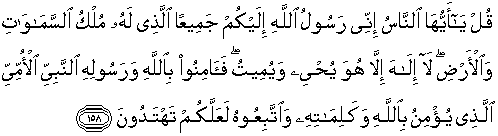 قُلْ يَـٰٓأَيُّهَا ٱلنَّاسُ إِنِّى رَسُولُ ٱللَّهِ إِلَيْكُمْ جَمِيعًا ٱلَّذِى لَهُۥ مُلْكُ ٱلسَّمَـٰوَٰتِ
وَٱلْأَرْضِ ۖ لَآ إِلَـٰهَ إِلَّا هُوَ يُحْىِۦ وَيُمِيتُ ۖ فَـَٔامِنُوا۟ بِٱللَّهِ وَرَسُولِهِ ٱلنَّبِىِّ ٱلْأُمِّىِّ
ٱلَّذِى يُؤْمِنُ بِٱللَّهِ وَكَلِمَـٰتِهِۦ وَٱتَّبِعُوهُ لَعَلَّكُمْ تَهْتَدُونَ ١٥٨